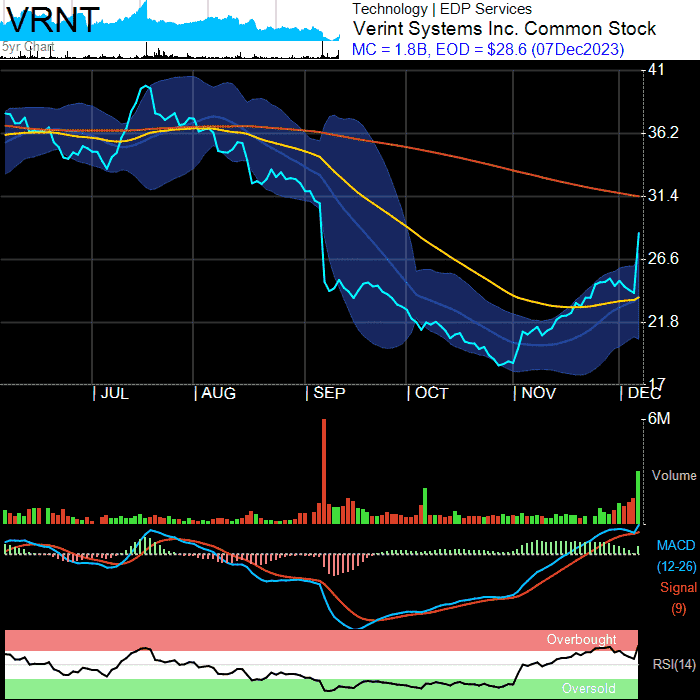 VRNT
5yr Chart
Technology | EDP Services
Verint Systems Inc. Common Stock
MC = 1.8B, EOD = $28.6 (07Dec2023)
41
36.2
31.4
26.6
21.8
17
JUL AUG SEP OCT NOV DEC
6M
Volume
MACD
(12-26)
Signal
(9)
Overbought
RSI(14)
Oversold